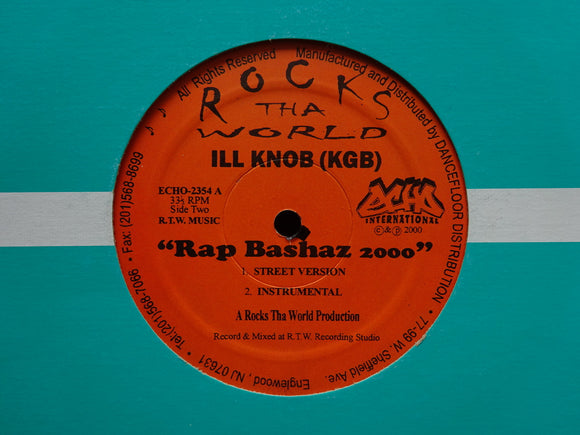 All Rights Reserved
Manufactured and Distributed by DANCEFLOOR DISTRIBUTION • 77-99 W. Sheffield Ave.
Englewood, NJ 07631 • Tel:(201)568-7066 • Fax: (201)568-8699
ROCKS
THA
WORLD
ILL KNOB (KGB)
ECHO-2354 A
33⅓ RPM
Side Two
R.T.W. MUSIC
ECHO
INTERNATIONAL
© & ℗ 2000
“Rap Bashaz 2000”
1. STREET VERSION
2. INSTRUMENTAL
A Rocks Tha World Production
Record & Mixed at R.T.W. Recording Studio